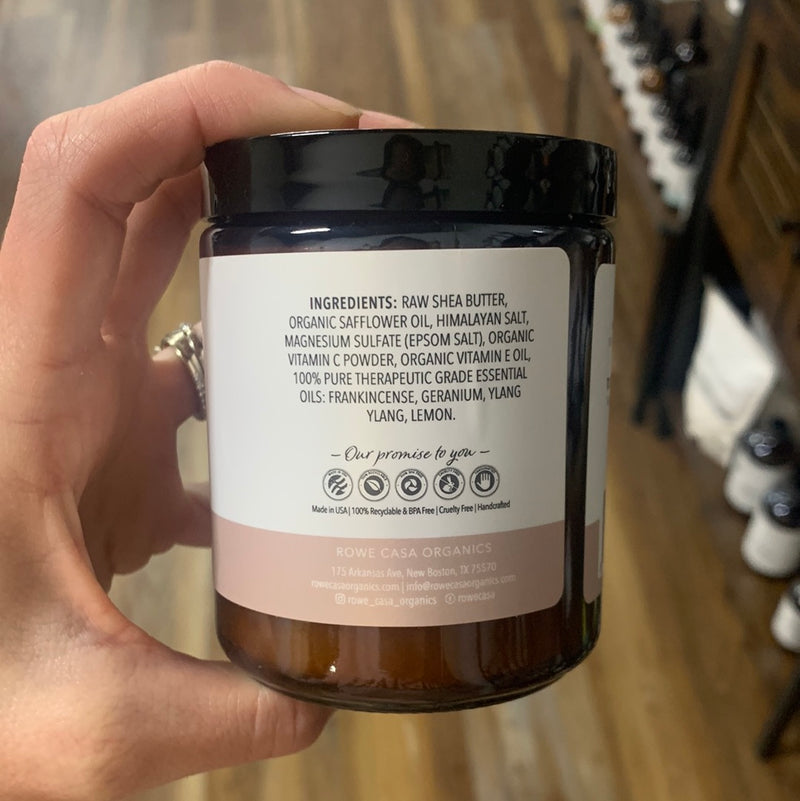 INGREDIENTS: RAW SHEA BUTTER,
ORGANIC SAFFLOWER OIL, HIMALAYAN SALT,
MAGNESIUM SULFATE (EPSOM SALT), ORGANIC
VITAMIN C POWDER, ORGANIC VITAMIN E OIL,
100% PURE THERAPEUTIC GRADE ESSENTIAL
OILS: FRANKINCENSE, GERANIUM, YLANG
YLANG, LEMON.
– Our promise to you –
Made in USA | 100% Recyclable & BPA Free | Cruelty Free | Handcrafted
ROWE CASA ORGANICS
175 Arkansas Ave, New Boston, TX 75570
rowecasaorganics.com | info@rowecasaorganics.com
rowe_casa_organics rowecasa